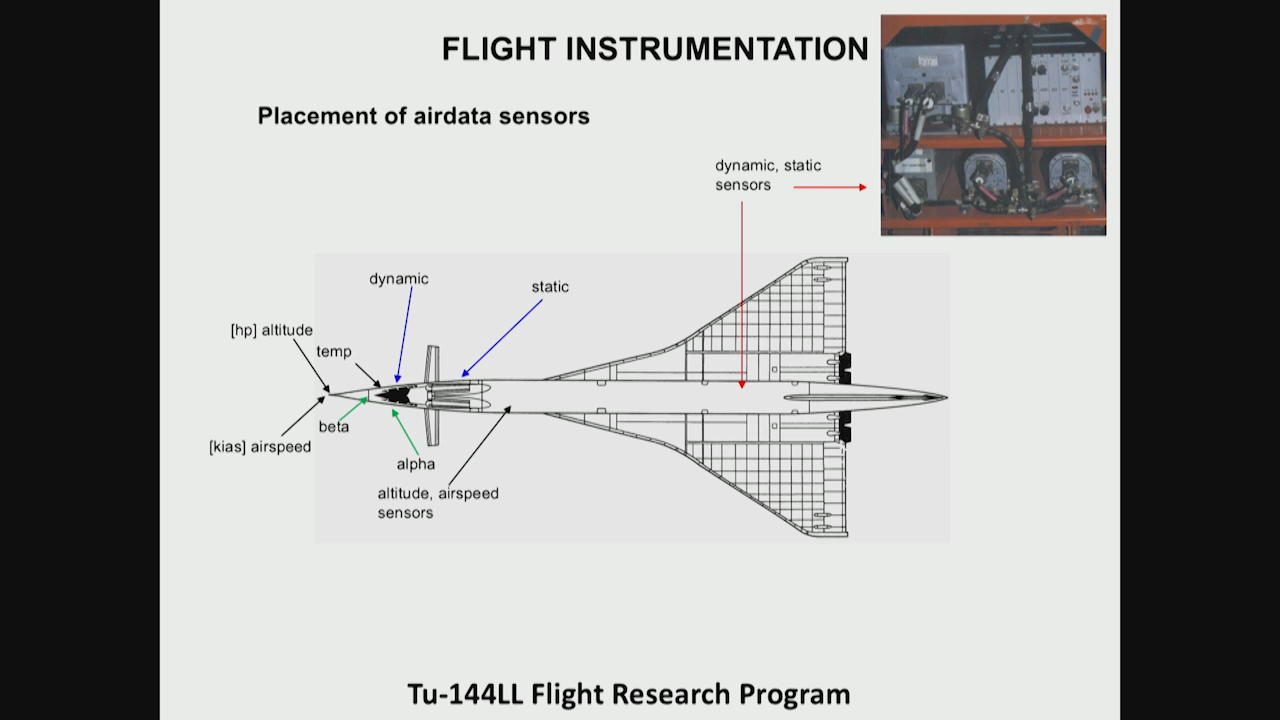 FLIGHT INSTRUMENTATION
Placement of airdata sensors
dynamic, static
sensors
dynamic
static
[hp] altitude
temp
beta
[kias] airspeed
alpha
altitude, airspeed
sensors
Tu-144LL Flight Research Program